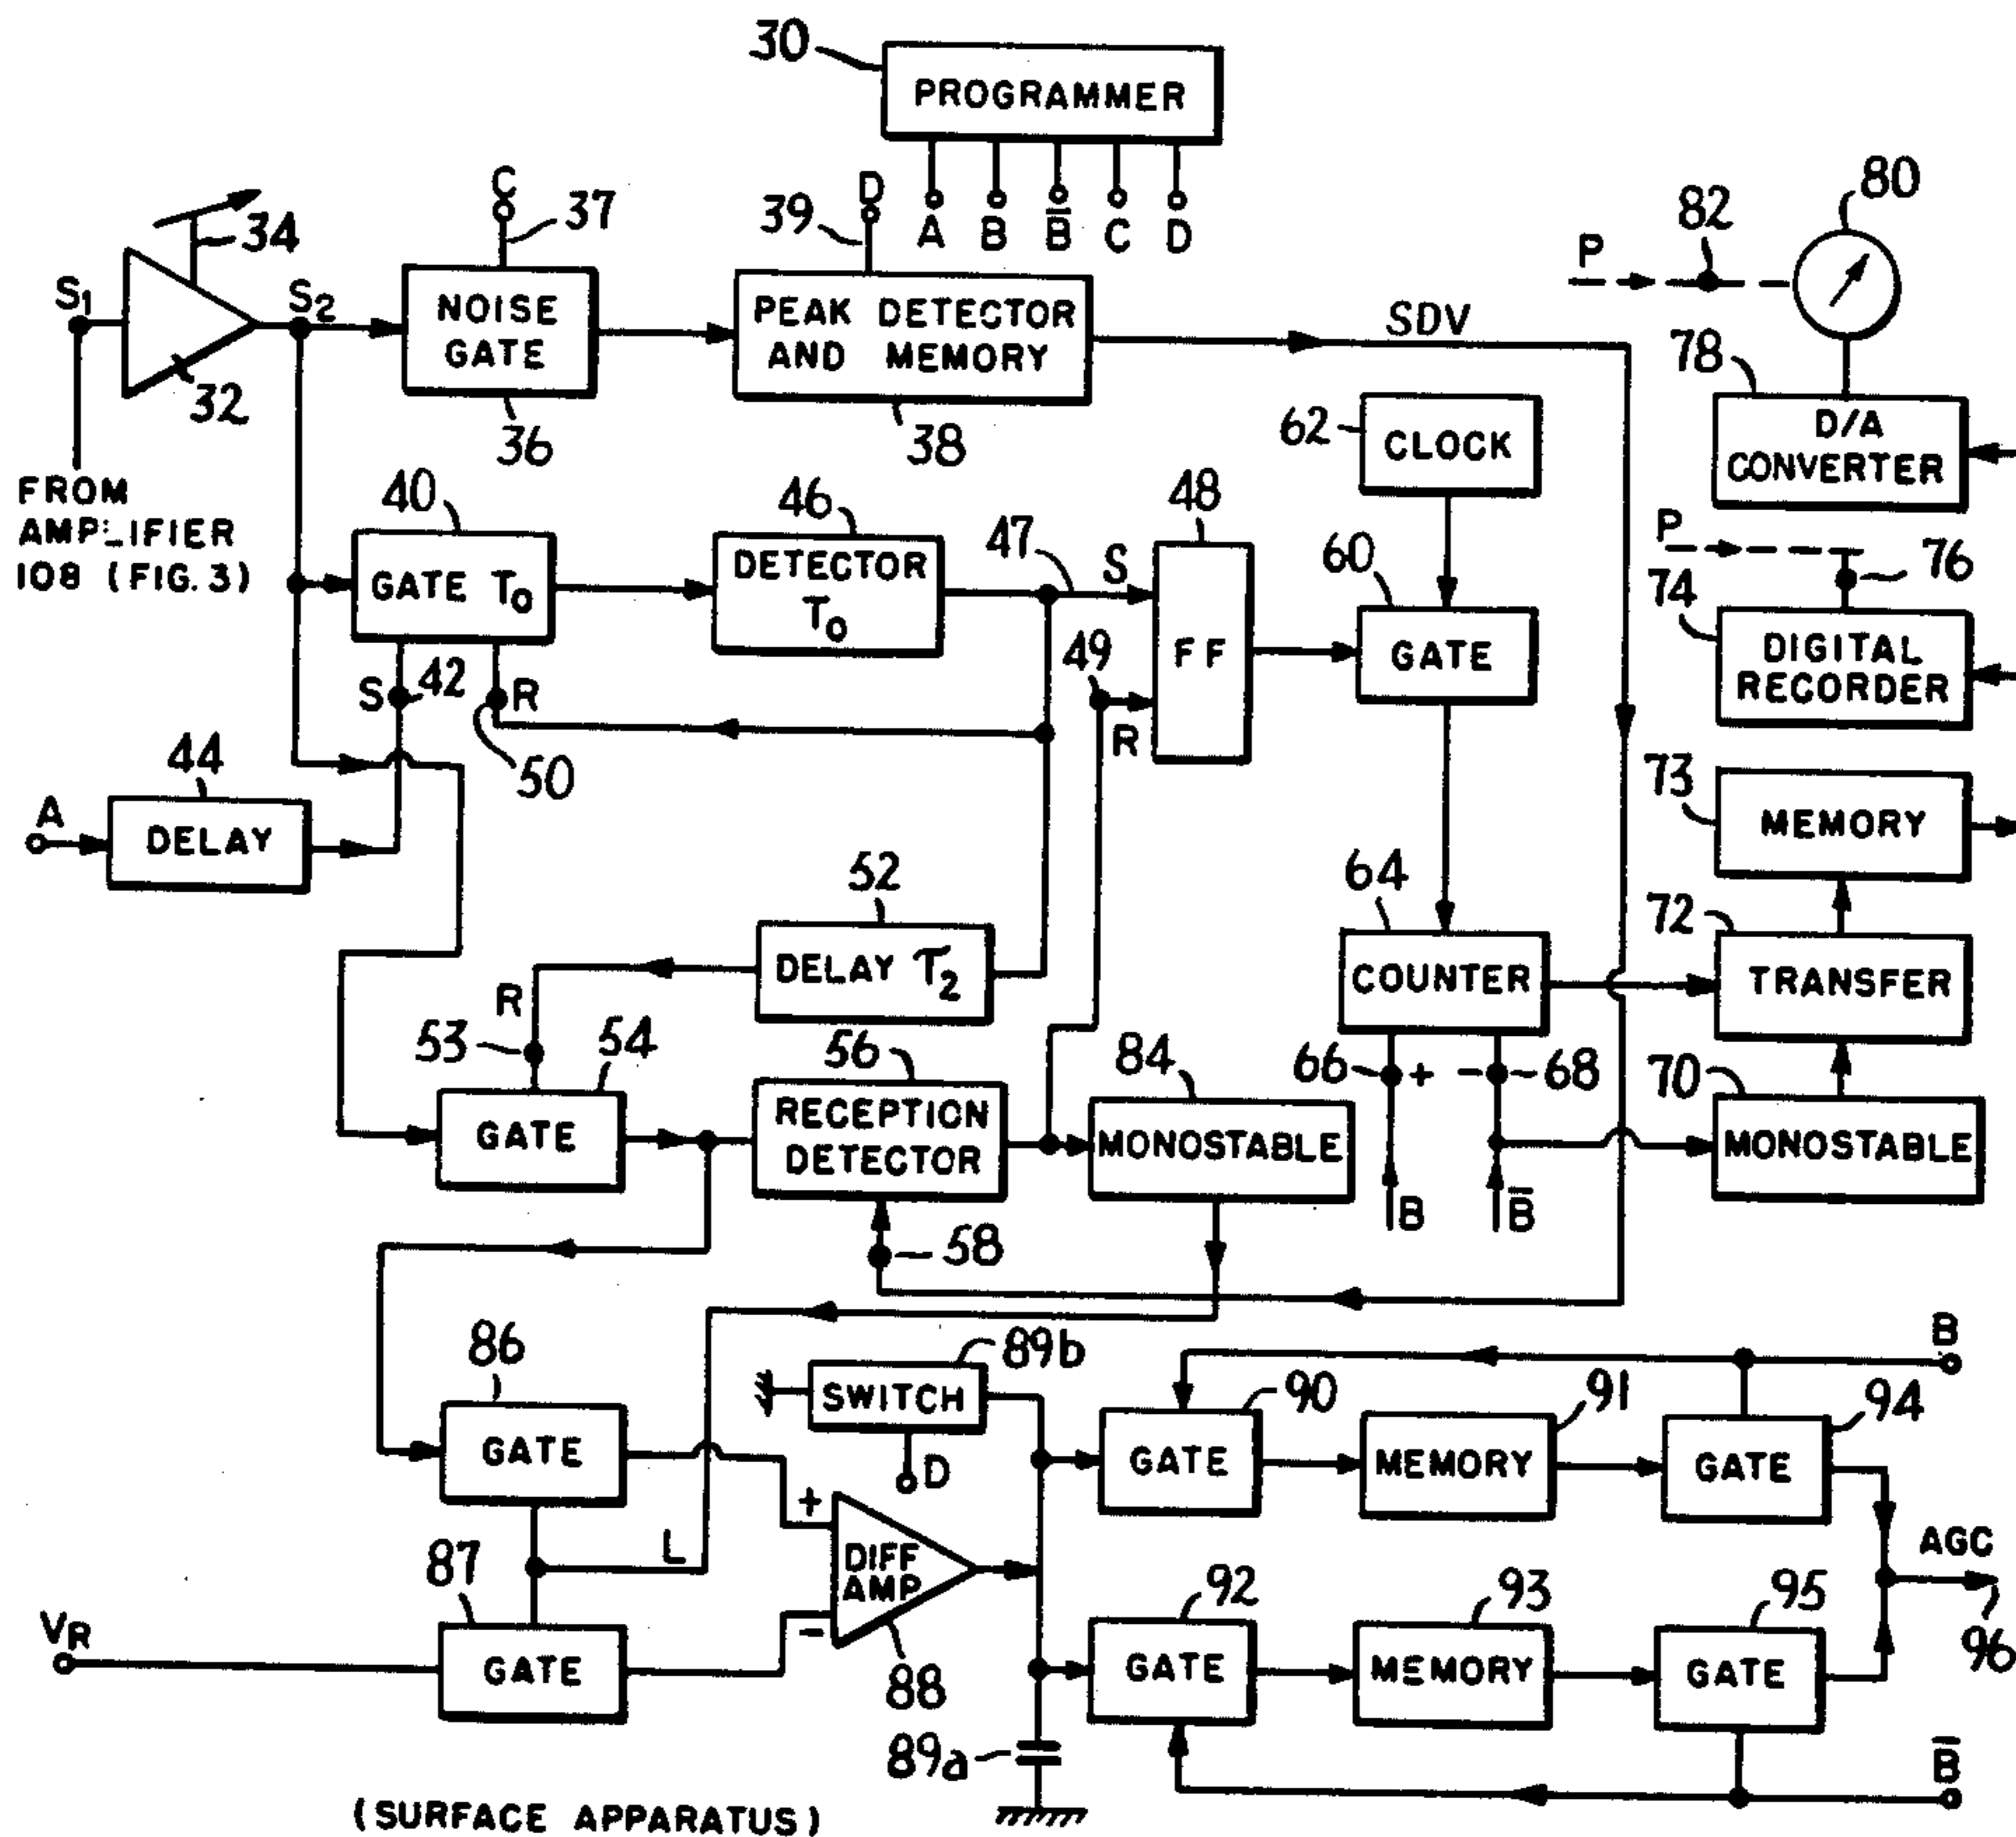 30
PROGRAMMER
A B B̅ C D
C
37
D
39
34
S1
S2
32
NOISE
GATE
36
PEAK DETECTOR
AND MEMORY
38
SDV
P
82
80
78
D/A
CONVERTER
62
CLOCK
FROM
AMPLIFIER
108 (FIG. 3)
40
GATE T0
46
DETECTOR
T0
47
S
48
FF
49
R
60
GATE
P
76
74
DIGITAL
RECORDER
S
42
R
50
44
A
DELAY
73
MEMORY
52
DELAY τ2
64
COUNTER
72
TRANSFER
R
53
54
GATE
56
RECEPTION
DETECTOR
84
MONOSTABLE
66 + - 68
B
B̅
70
MONOSTABLE
58
86
GATE
89b
SWITCH
D
B
90
GATE
91
MEMORY
94
GATE
L
87
VR
GATE
+
DIFF
AMP
-
88
92
GATE
93
MEMORY
95
GATE
AGC
96
89a
B̅
(SURFACE APPARATUS)